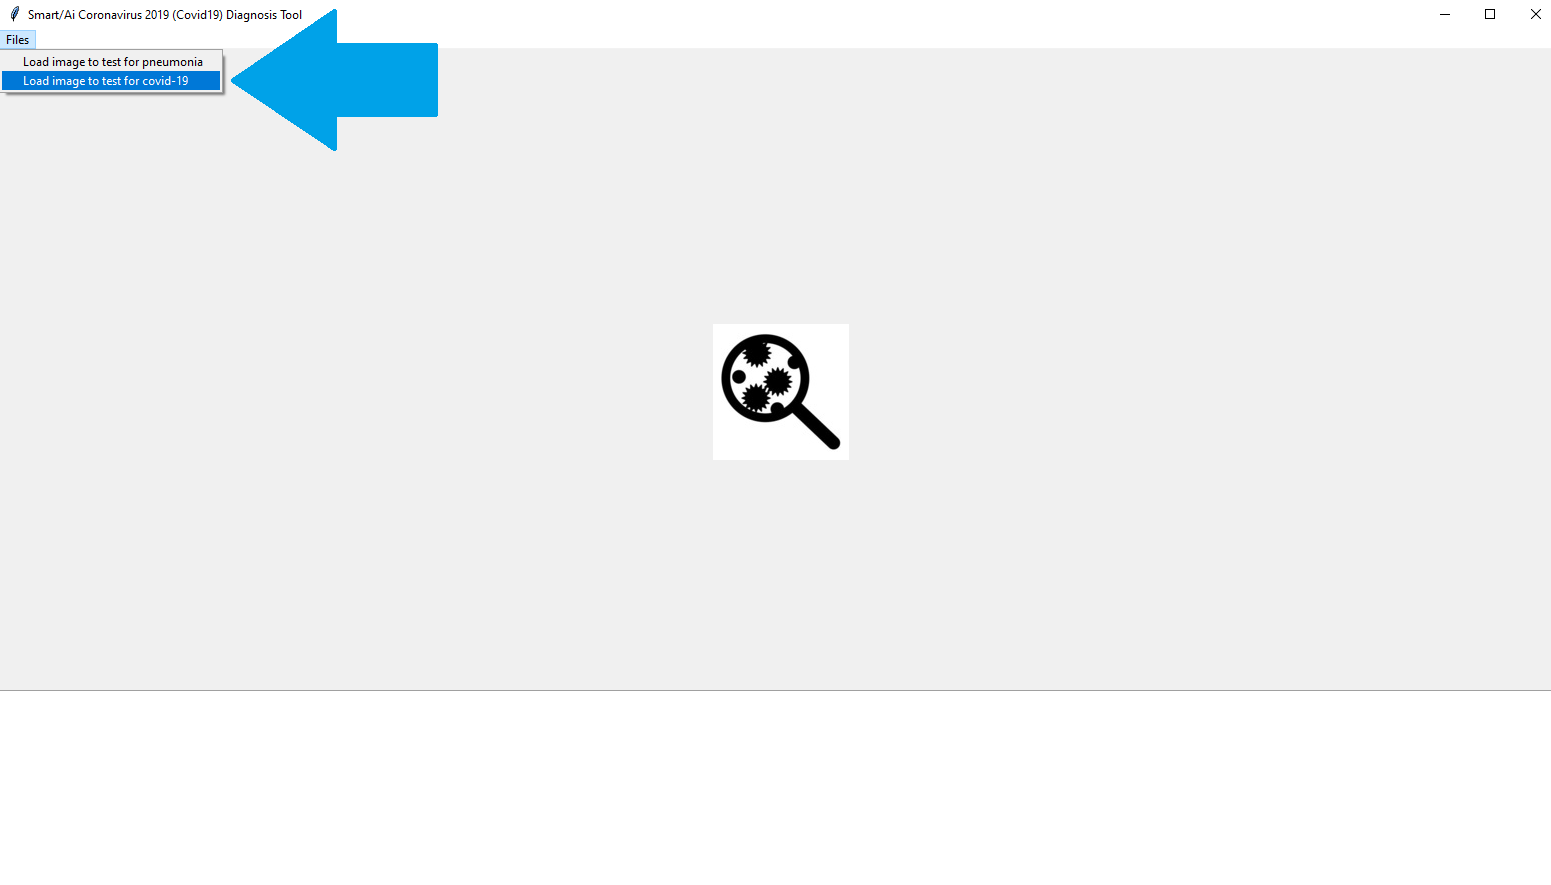 Smart/Ai Coronavirus 2019 (Covid19) Diagnosis Tool
Files
Load image to test for pneumonia
Load image to test for covid-19